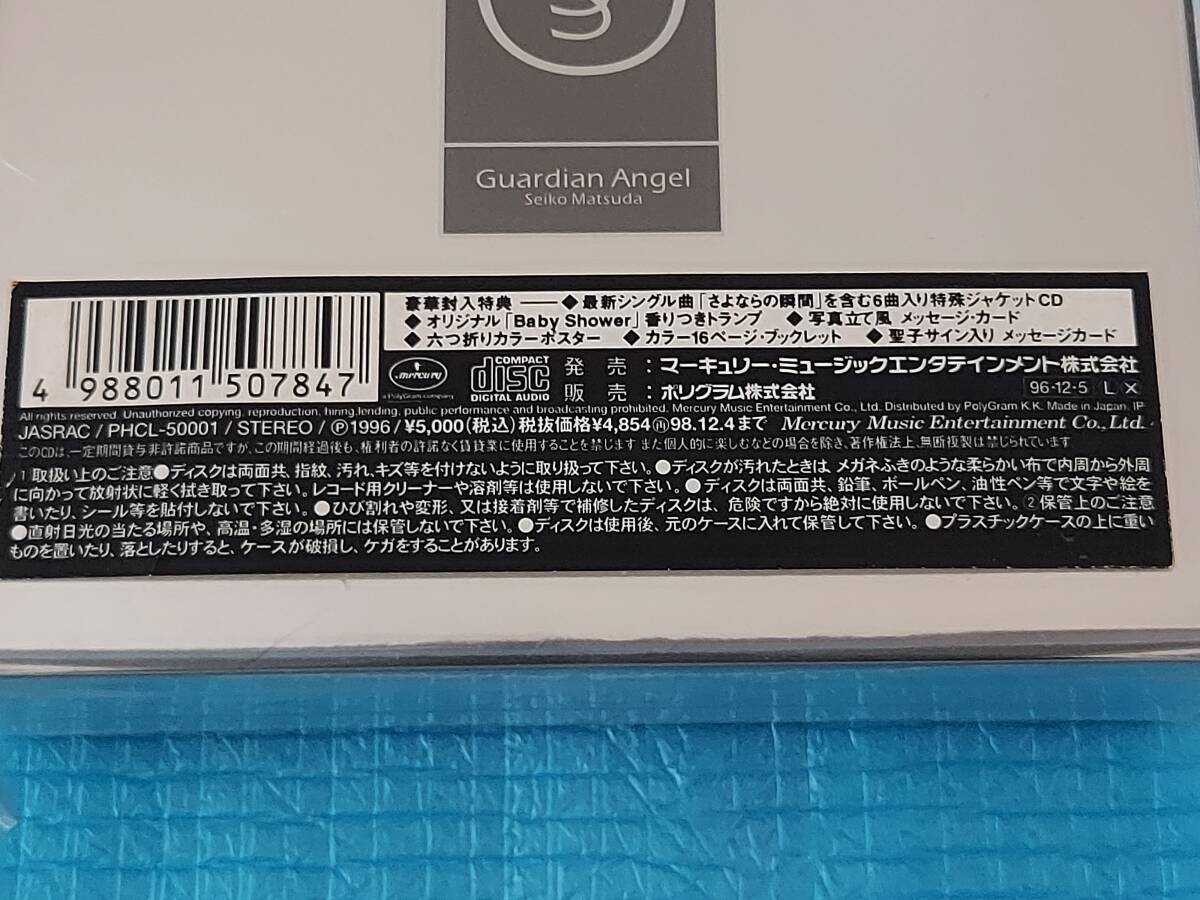 Guardian Angel
Seiko Matsuda
豪華封入特典 ── ◆ 最新シングル曲「さよならの瞬間」を含む6曲入り特殊ジャケットCD
◆ オリジナル「Baby Shower」香りつきトランプ ◆ 写真立て風 メッセージ・カード
◆ 六つ折りカラーポスター ◆ カラー16ページ・ブックレット ◆ 聖子サイン入り メッセージカード
4 988011 507847
mercury
a PolyGram company
COMPACT disc DIGITAL AUDIO
発売：マーキュリー・ミュージックエンタテインメント株式会社
販売：ポリグラム株式会社
96・12・5 L X
All rights reserved. Unauthorized copying, reproduction, hiring, lending, public performance and broadcasting prohibited. Mercury Music Entertainment Co., Ltd. Distributed by PolyGram K.K. Made in Japan. IP
JASRAC / PHCL-50001 / STEREO / Ⓟ1996 / ¥5,000(税込)税抜価格¥4,854 Ⓡ98.12.4まで Mercury Music Entertainment Co., Ltd.
このCDは、一定期間貸与非許諾商品ですが、この期間経過後も、権利者の許諾なく賃貸業に使用することを禁じます また個人的に楽しむなどの場合を除き、著作権法上、無断複製は禁じられています
1 取扱い上のご注意●ディスクは両面共、指紋、汚れ、キズ等を付けないように取り扱って下さい。●ディスクが汚れたときは、メガネふきのような柔らかい布で内周から外周
に向かって放射状に軽く拭き取って下さい。レコード用クリーナーや溶剤等は使用しないで下さい。●ディスクは両面共、鉛筆、ボールペン、油性ペン等で文字や絵を
書いたり、シール等を貼付しないで下さい。●ひび割れや変形、又は接着剤等で補修したディスクは、危険ですから絶対に使用しないで下さい。②保管上のご注意
●直射日光の当たる場所や、高温・多湿の場所には保管しないで下さい。●ディスクは使用後、元のケースに入れて保管して下さい。●プラスチックケースの上に重い
ものを置いたり、落としたりすると、ケースが破損し、ケガをすることがあります。